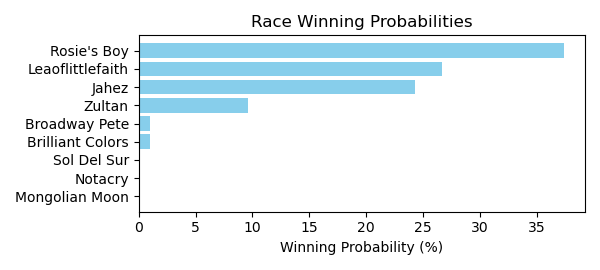 Race Winning Probabilities
Rosie's Boy
Leaoflittlefaith
Jahez
Zultan
Broadway Pete
Brilliant Colors
Sol Del Sur
Notacry
Mongolian Moon
0 5 10 15 20 25 30 35
Winning Probability (%)